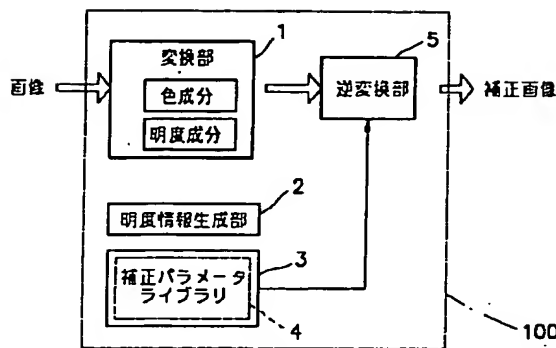 1
5
変換部
画像
色成分
逆変換部
補正画像
明度成分
2
明度情報生成部
3
補正パラメータ
ライブラリ
4
100